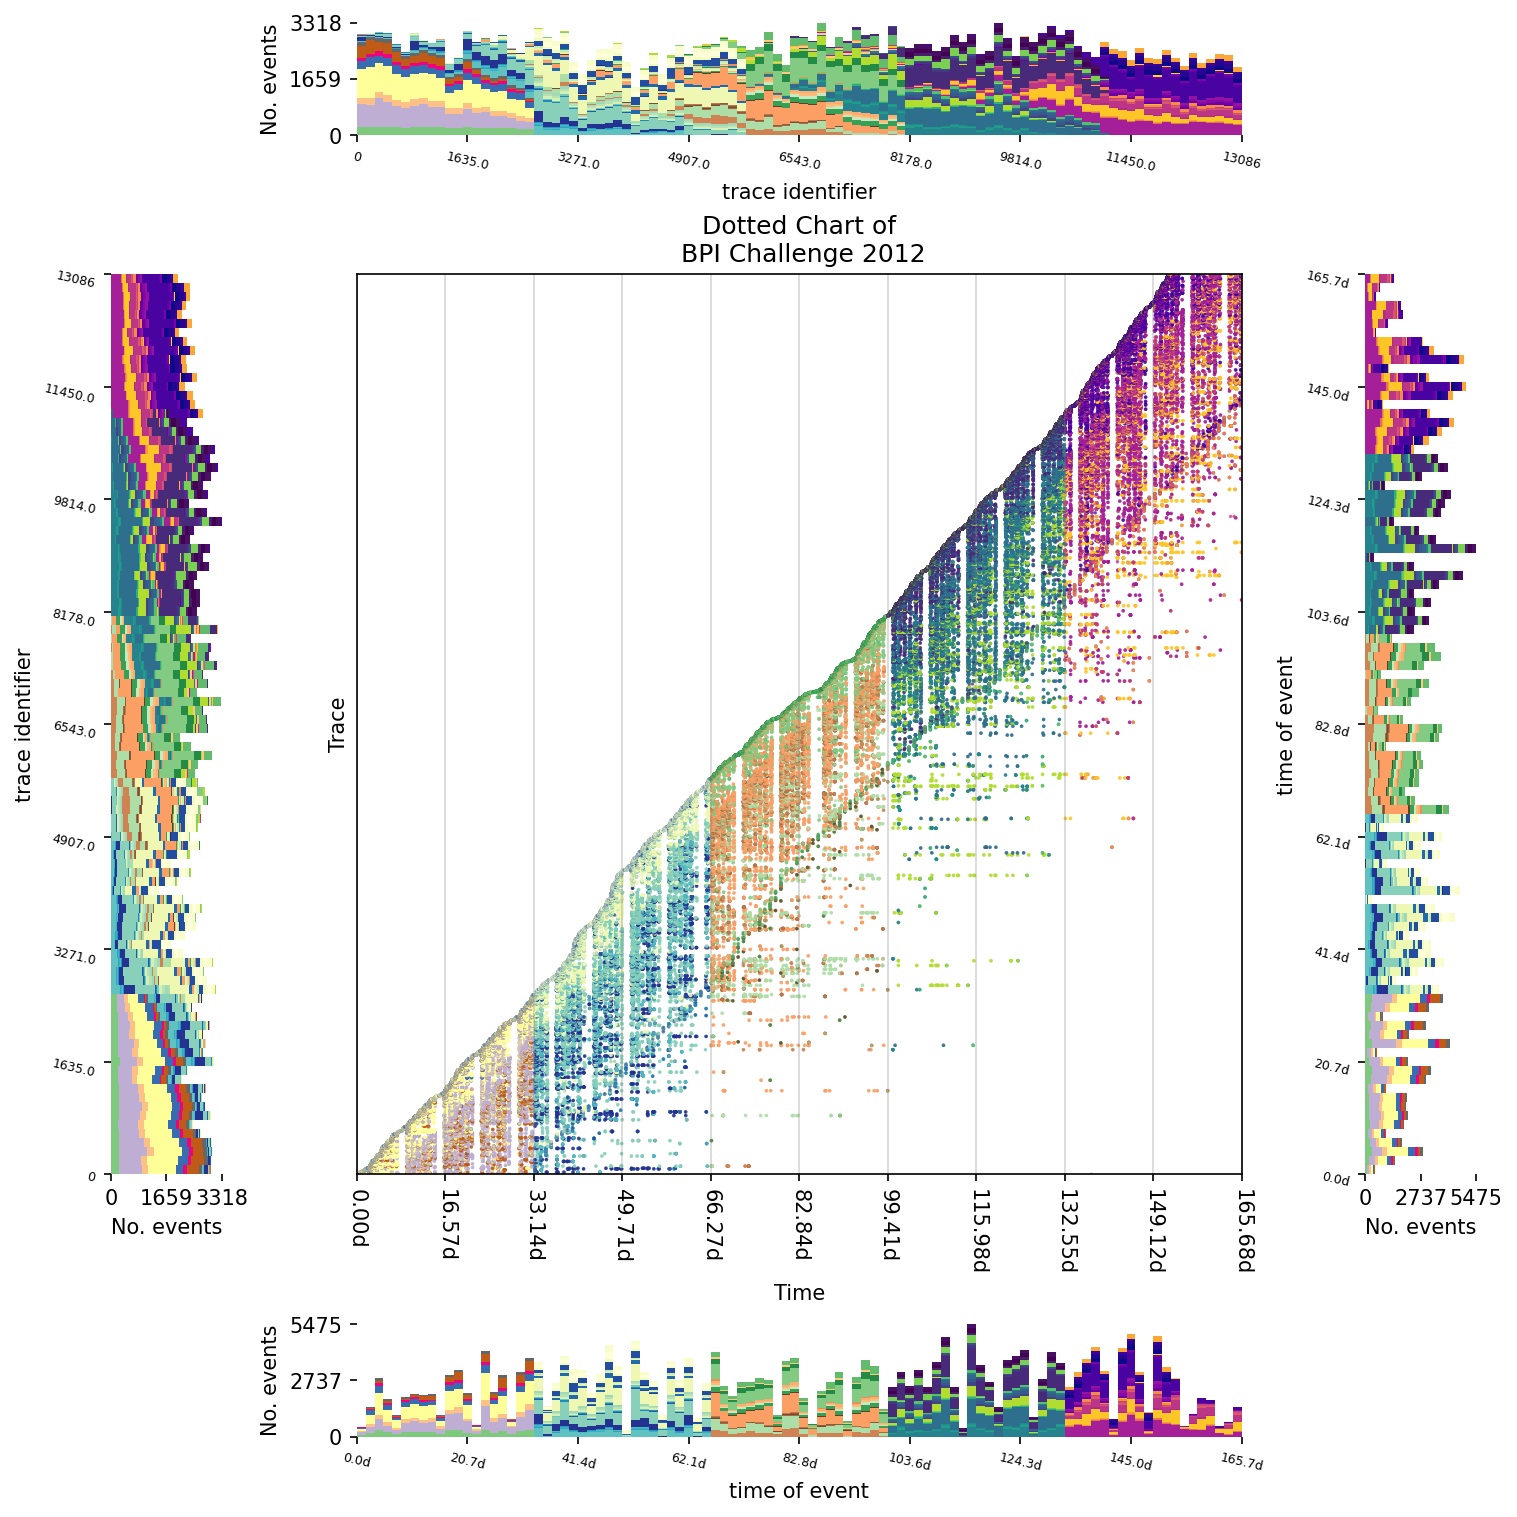 3318
1659
0
No. events
0
1635.0
3271.0
4907.0
6543.0
8178.0
9814.0
11450.0
13086
trace identifier
Dotted Chart of
BPI Challenge 2012
13086
11450.0
9814.0
8178.0
6543.0
4907.0
3271.0
1635.0
0
trace identifier
0
1659
3318
No. events
Trace
0.00d
16.57d
33.14d
49.71d
66.27d
82.84d
99.41d
115.98d
132.55d
149.12d
165.68d
Time
165.7d
145.0d
124.3d
103.6d
82.8d
62.1d
41.4d
20.7d
0.0d
time of event
0
2737
5475
No. events
5475
2737
0
No. events
0.0d
20.7d
41.4d
62.1d
82.8d
103.6d
124.3d
145.0d
165.7d
time of event